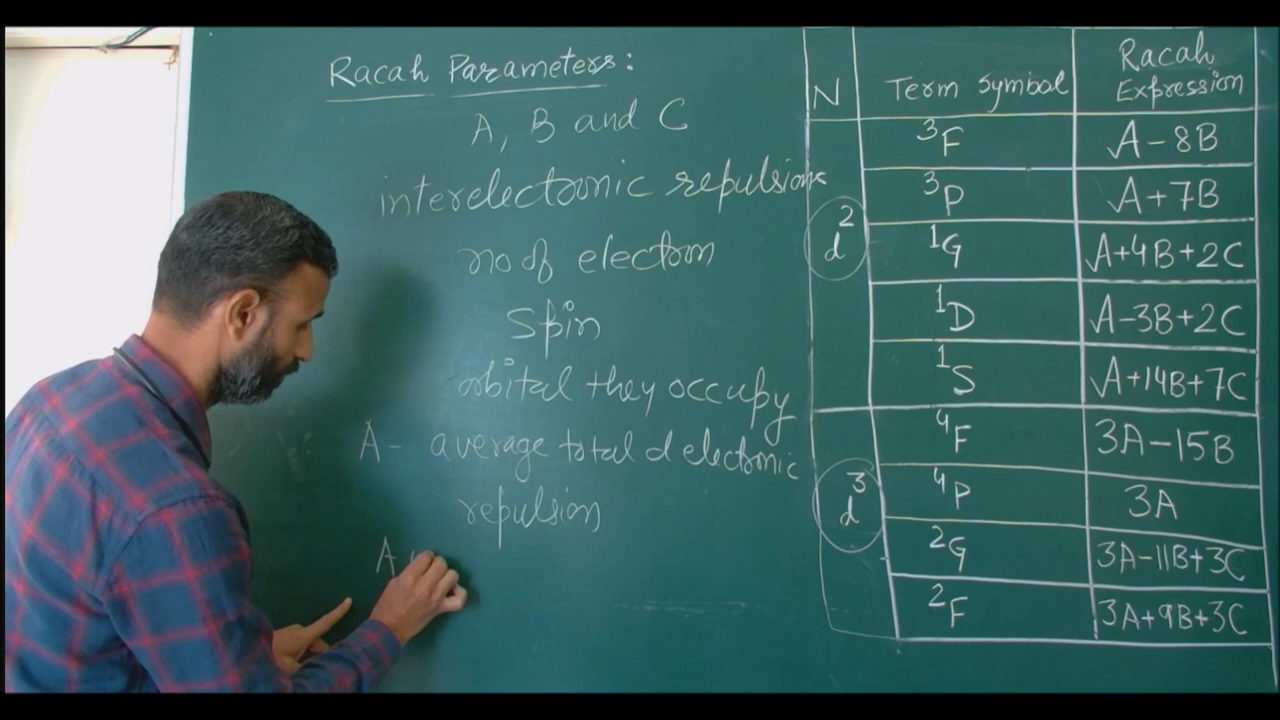 Racah Parameters:
A, B and C
interelectronic repulsions
no of electron
Spin
orbital they occupy
A - average total d electronic
repulsion
A
N Term Symbol Racah Expression
d² ³F A-8B
³P A+7B
¹G A+4B+2C
¹D A-3B+2C
¹S A+14B+7C
d³ ⁴F 3A-15B
⁴P 3A
²G 3A-11B+3C
²F 3A+9B+3C